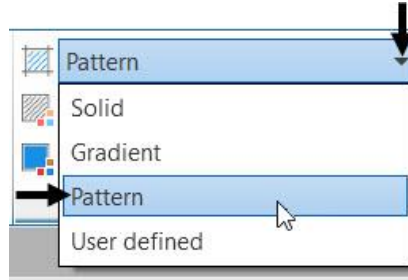 Pattern
Solid
Gradient
Pattern
User defined